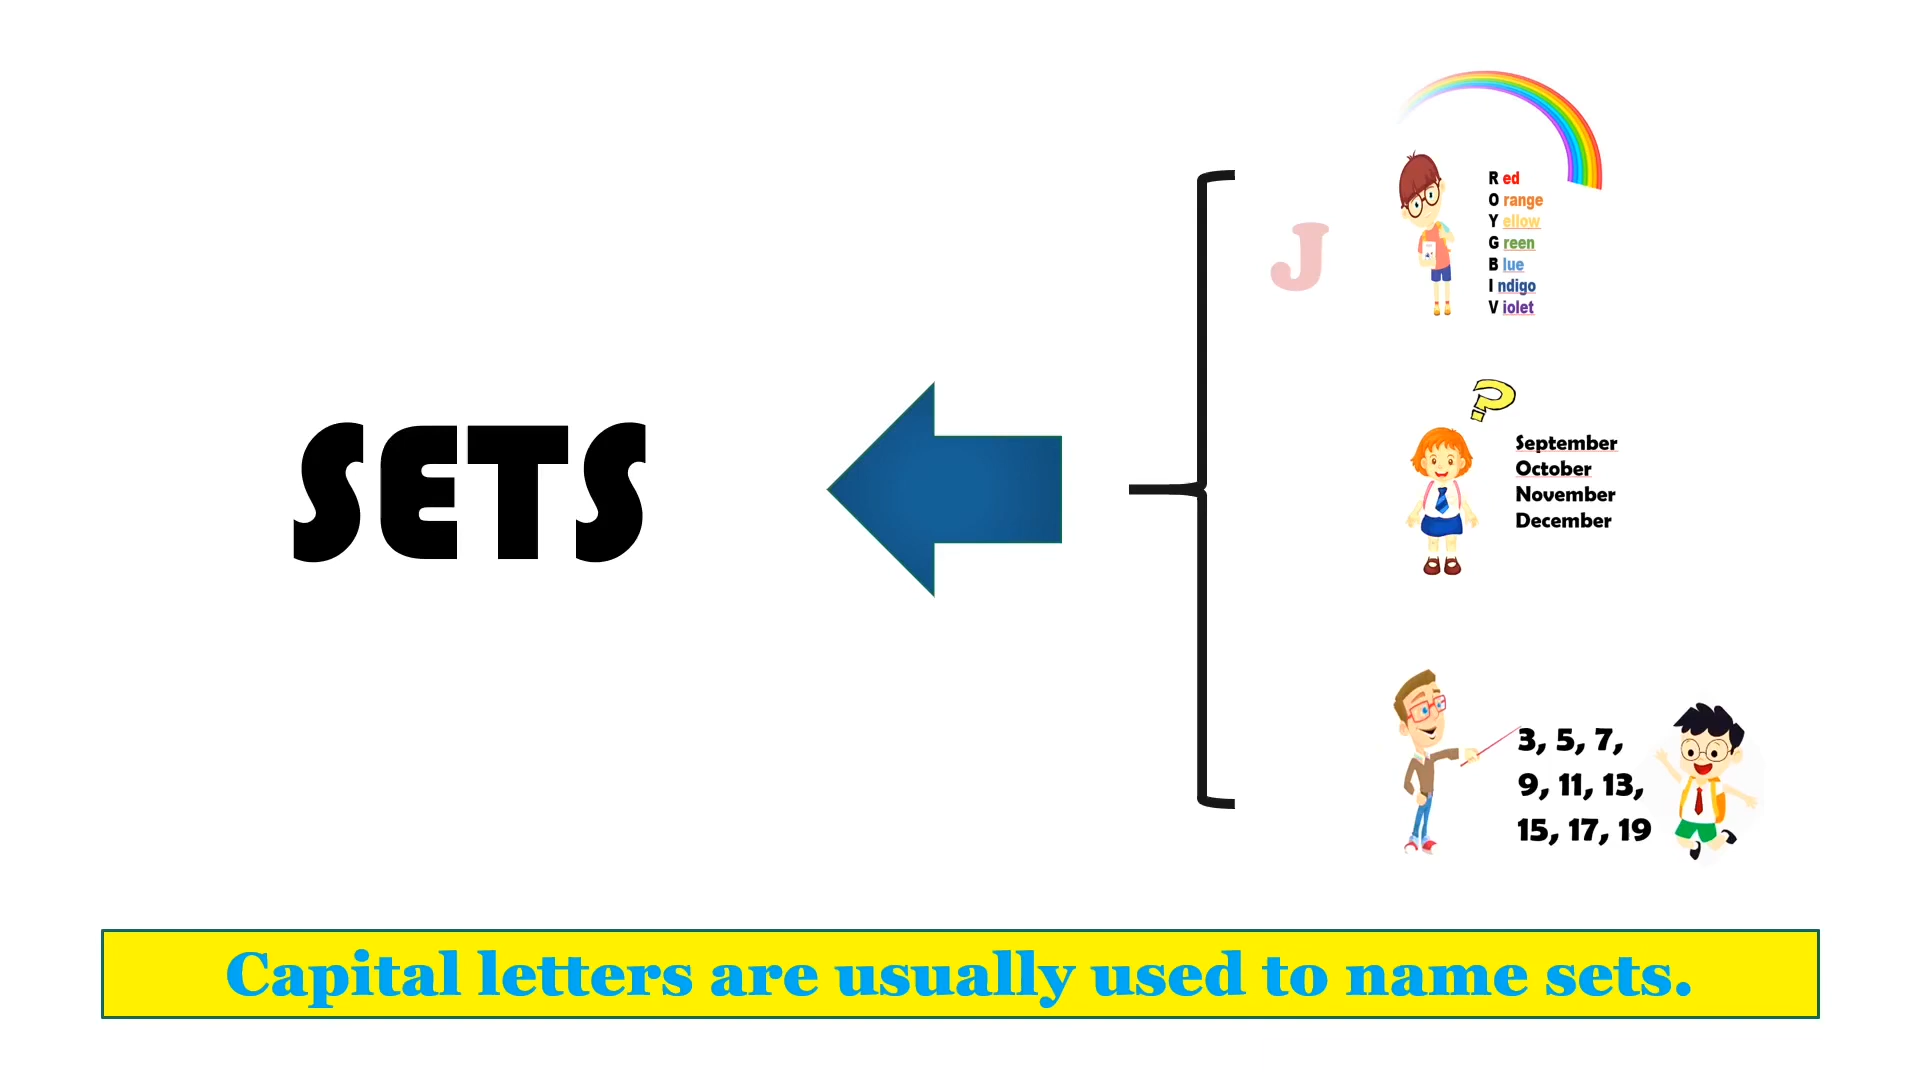 SETS
J
R ed
O range
Y ellow
G reen
B lue
I ndigo
V iolet
?
September
October
November
December
3, 5, 7,
9, 11, 13,
15, 17, 19
Capital letters are usually used to name sets.